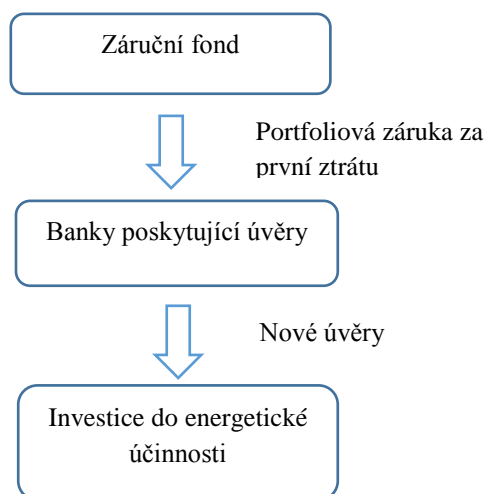 Záruční fond
Portfoliová záruka za
první ztrátu
Banky poskytující úvěry
Nové úvěry
Investice do energetické
účinnosti